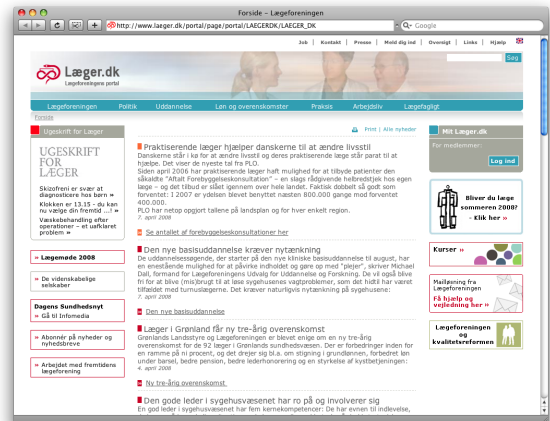 Forside – Lægeforeningen
http://www.laeger.dk/portal/page/portal/LAEGERDK/LAEGER_DK
Google
Job | Kontakt | Presse | Meld dig ind | Oversigt | Links | Hjælp
Søg
Læger.dk
Lægeforeningens portal
Lægeforeningen Politik Uddannelse Løn og overenskomster Praksis Arbejdsliv Lægefagligt
Forside
Ugeskrift for Læger
UGESKRIFT
FOR
LÆGER
Skizofreni er svær at
diagnosticere hos børn »
Klokken er 13.15 - du kan
nu vælge din fremtid ...! »
Væskebehandling efter
operationer – et uafklaret
problem »
» Lægemøde 2008
» De videnskabelige
selskaber
Dagens Sundhedsnyt
» Gå til Infomedia
» Abonnér på nyheder og
nyhedsbreve
» Arbejdet med fremtidens
lægeforening
Print | Alle nyheder
Praktiserende læger hjælper danskerne til at ændre livsstil
Danskerne står i kø for at ændre livsstil og deres praktiserende læge står parat til at
hjælpe. Det viser de nyeste tal fra PLO.
Siden april 2006 har praktiserende læger haft mulighed for at tilbyde patienter den
såkaldte "Aftalt Forebyggelseskonsultation" – en slags rådgivende helbredstjek hos egen
læge – og det tilbud er slået igennem over hele landet. Faktisk dobbelt så godt som
forventet: I 2007 er ydelsen blevet benyttet næsten 800.000 gange mod forventet
400.000.
PLO har netop opgjort tallene på landsplan og for hver enkelt region.
7. april 2008
Se antallet af forebyggelseskonsultationer her
Den nye basisuddannelse kræver nytænkning
De uddannelsessøgende, der starter på den nye kliniske basisuddannelse til august, har
en enestående mulighed for at påvirke indholdet og gøre op med "plejer", skriver Michael
Dall, formand for Lægeforeningens Udvalg for Uddannelse og Forskning. De vil også blive
fri for at blive (mis)brugt til at løse sygehusenes vagtproblemer, som det hidtil har været
tilfældet med turnuslægerne. Det kræver naturligvis nytænkning på sygehusene:
7. april 2008
Den nye basisuddannelse
Læger i Grønland får ny tre-årig overenskomst
Grønlands Landsstyre og Lægeforeningen er blevet enige om en ny tre-årig
overenskomst for de 92 læger i Grønlands sundhedsvæsen. Der er forbedringer inden for
en ramme på ni procent, og det drejer sig bl.a. om stigning i grundlønnen, forbedret løn
under barsel, bedre pension, bedre lederhonorering og en styrkelse af kystbetjeningen:
4. april 2008
Ny tre-årig overenskomst
Den gode leder i sygehusvæsenet har ro på og involverer sig
En god leder i sygehusvæsenet har fem kernekompetencer: De har evnen til indlevelse,
Mit Læger.dk
For medlemmer:
Log ind
Bliver du læge
sommeren 2008?
- Klik her »
Kurser »
Mailløsning fra
Lægeforeningen
Få hjælp og
vejledning her »
Lægeforeningen
og
kvalitetsreformen